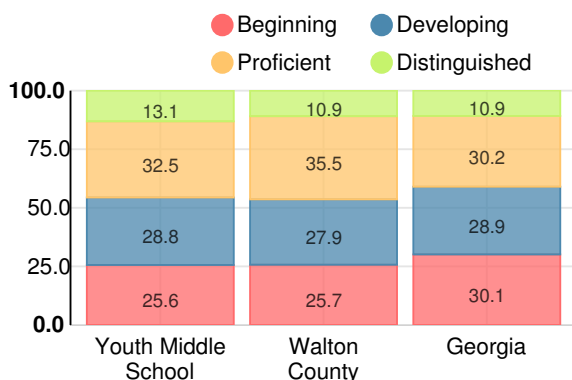 Beginning Developing
Proficient Distinguished
100.0
75.0
50.0
25.0
0.0
13.1 10.9 10.9
32.5 35.5 30.2
28.8 27.9 28.9
25.6 25.7 30.1
Youth Middle School
Walton County
Georgia